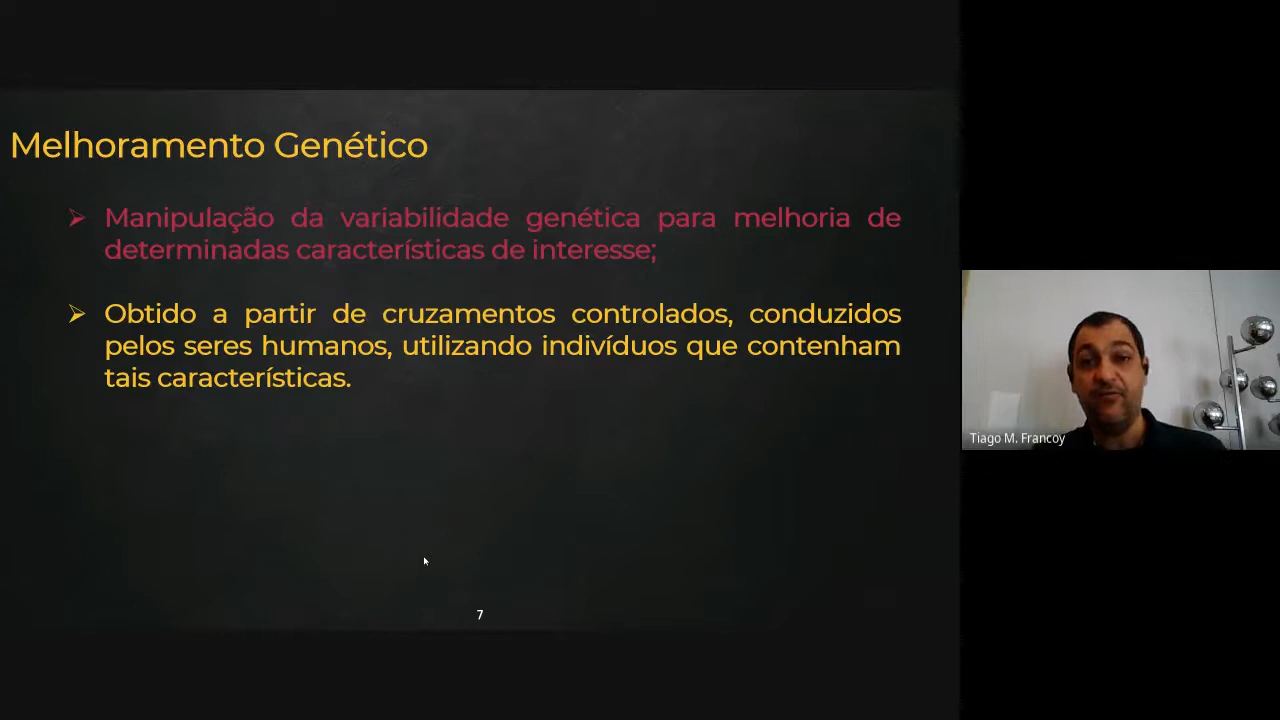 Melhoramento Genético
➢ Manipulação da variabilidade genética para melhoria de
determinadas características de interesse;
➢ Obtido a partir de cruzamentos controlados, conduzidos
pelos seres humanos, utilizando indivíduos que contenham
tais características.
Tiago M. Francoy
7